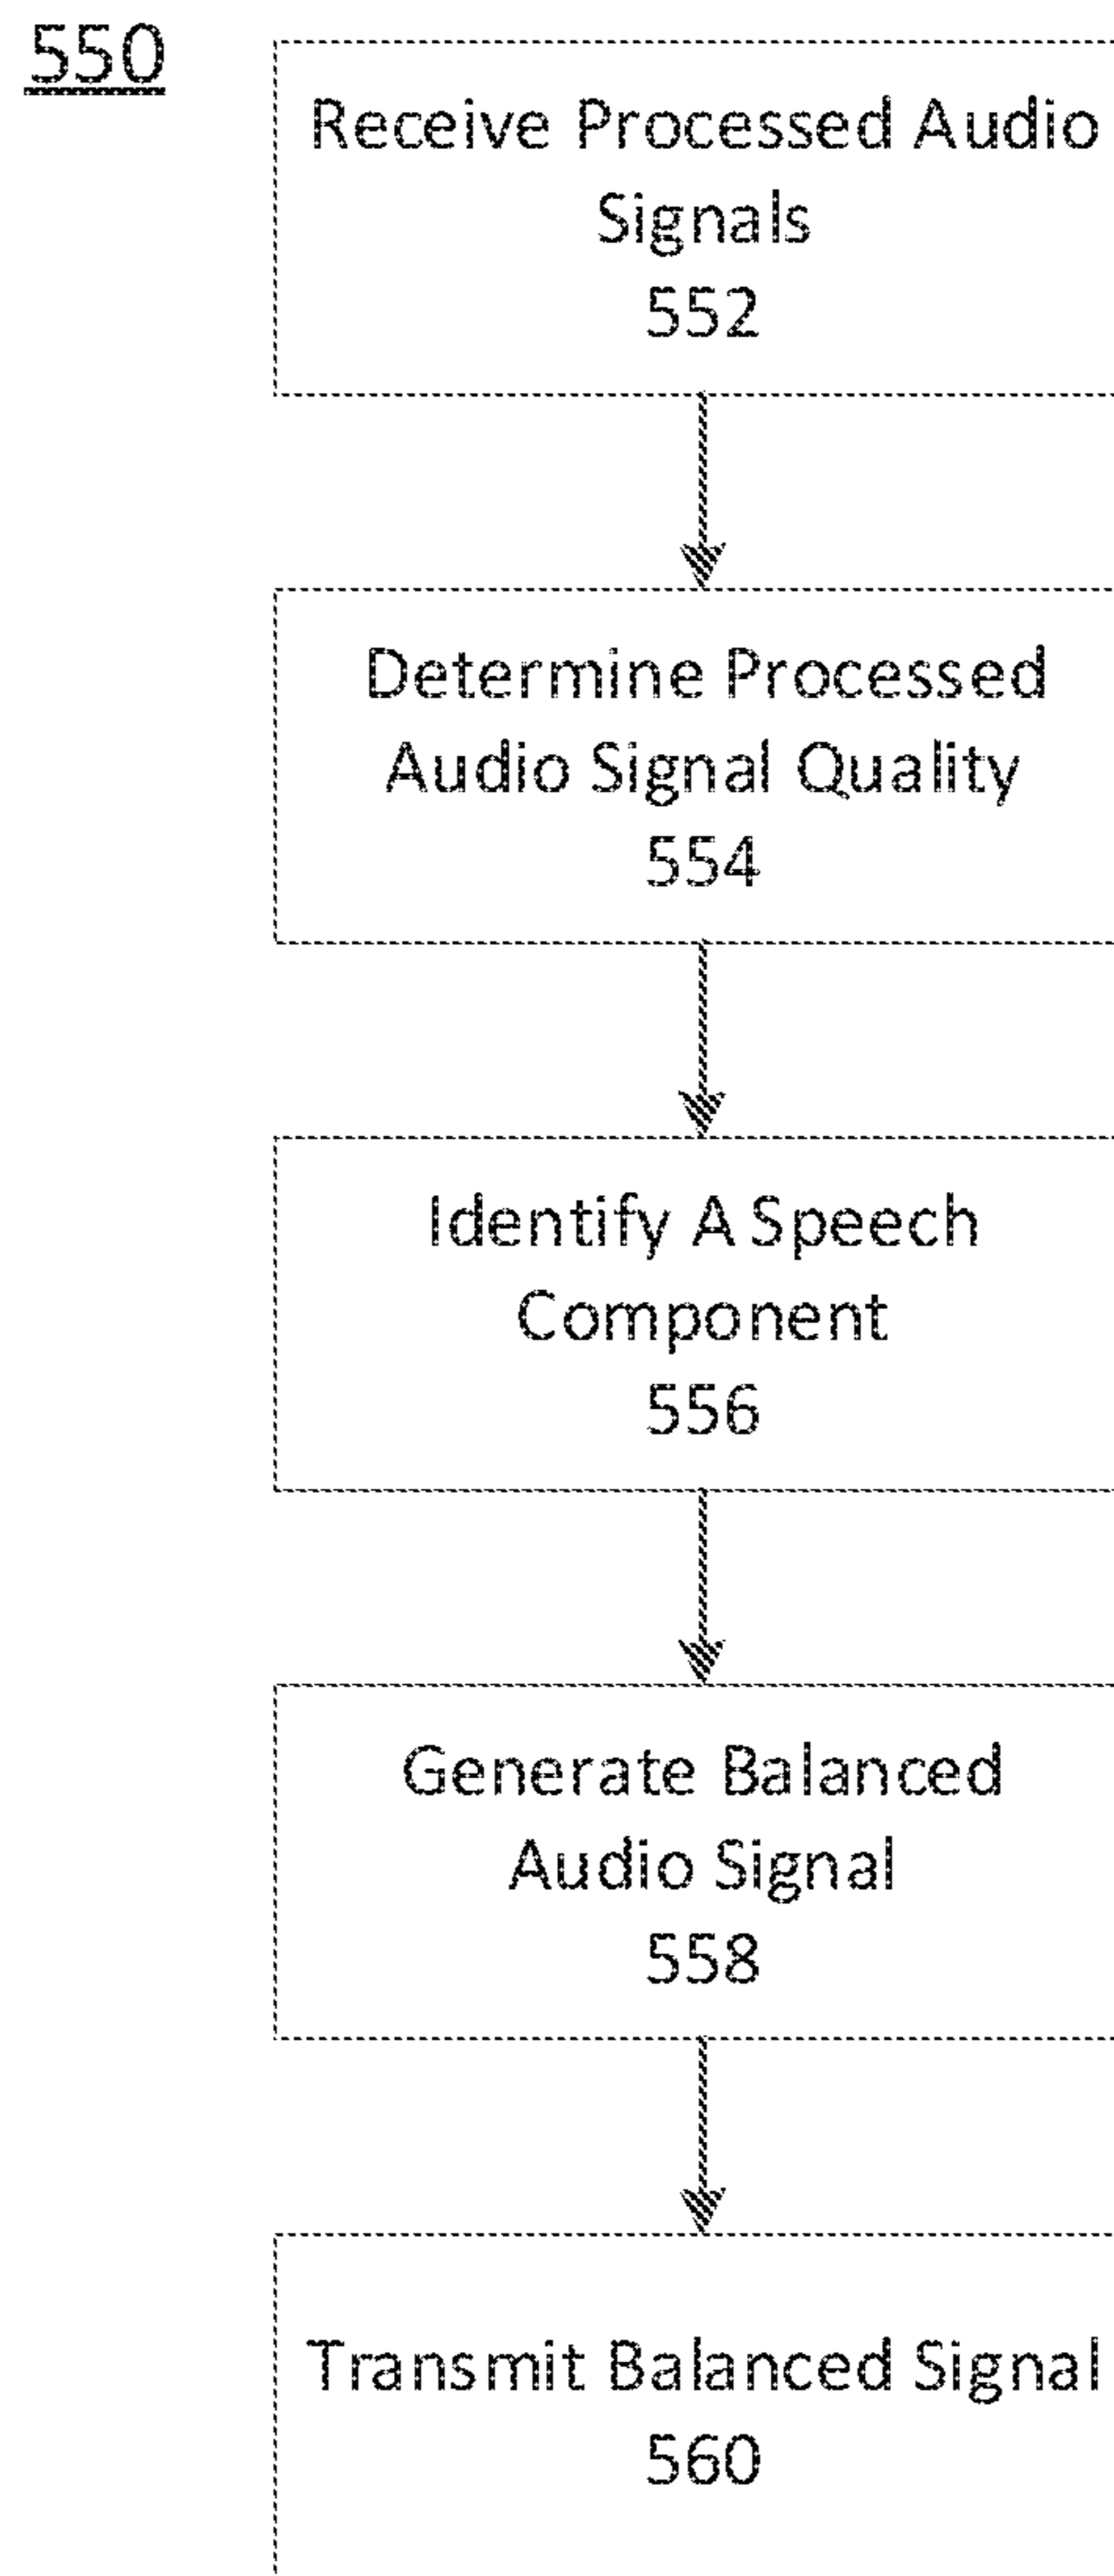 550
Receive Processed Audio
Signals
552
Determine Processed
Audio Signal Quality
554
Identify A Speech
Component
556
Generate Balanced
Audio Signal
558
Transmit Balanced Signal
560